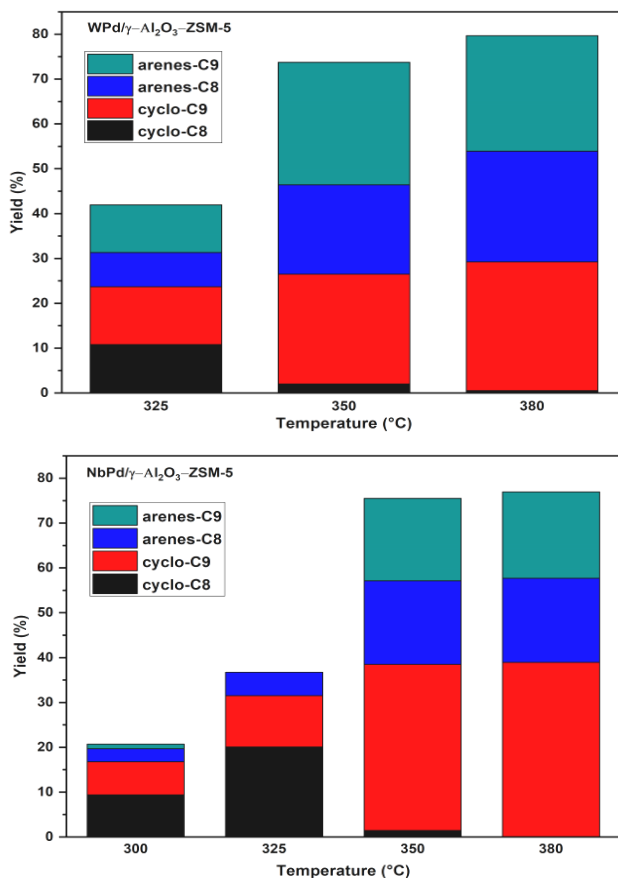 WPd/γ–Al₂O₃–ZSM-5
arenes-C9
arenes-C8
cyclo-C9
cyclo-C8
Yield (%)
80
70
60
50
40
30
20
10
0
325 350 380
Temperature (°C)
NbPd/γ–Al₂O₃–ZSM-5
arenes-C9
arenes-C8
cyclo-C9
cyclo-C8
Yield (%)
80
70
60
50
40
30
20
10
0
300 325 350 380
Temperature (°C)